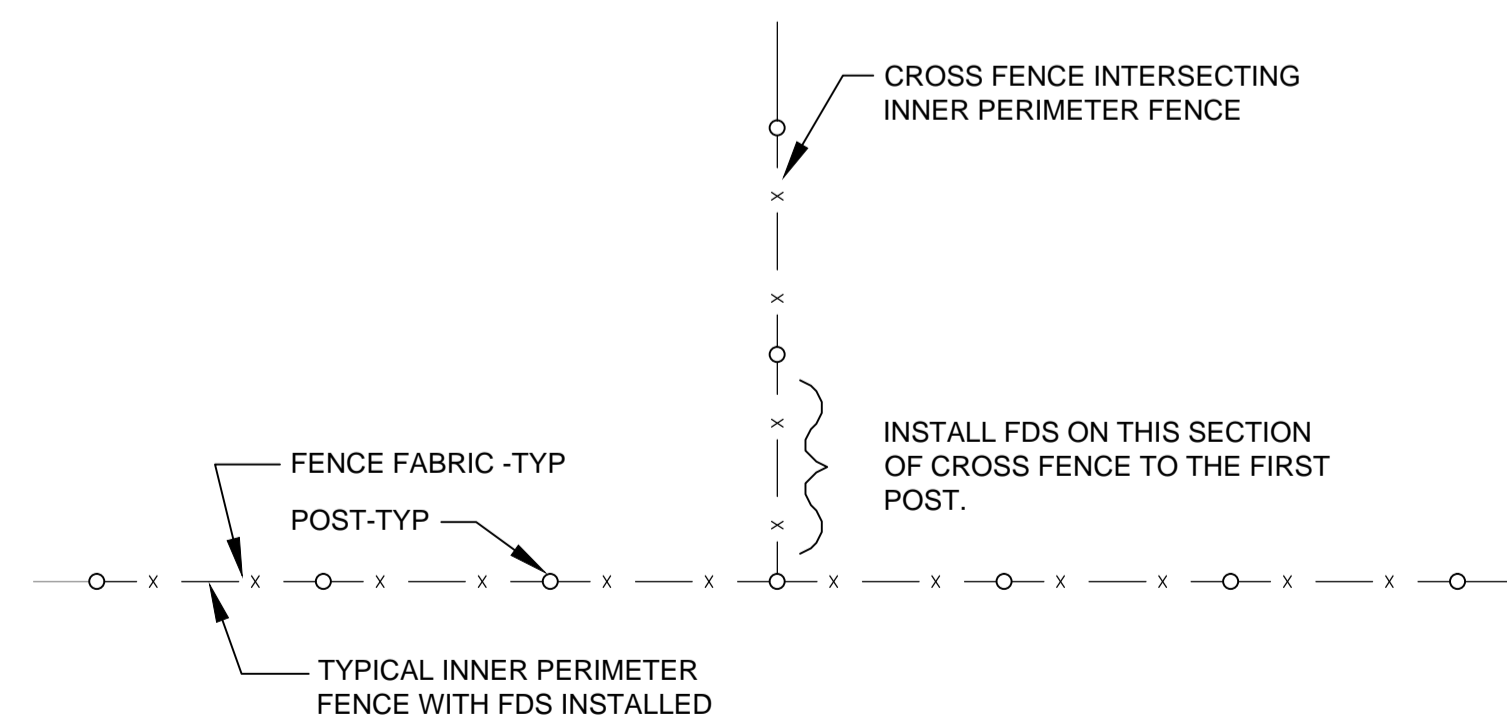 CROSS FENCE INTERSECTING
INNER PERIMETER FENCE
X
X
X
X
INSTALL FDS ON THIS SECTION
OF CROSS FENCE TO THE FIRST
POST.
FENCE FABRIC -TYP
POST-TYP
X X X X X X X X X X X X
TYPICAL INNER PERIMETER
FENCE WITH FDS INSTALLED